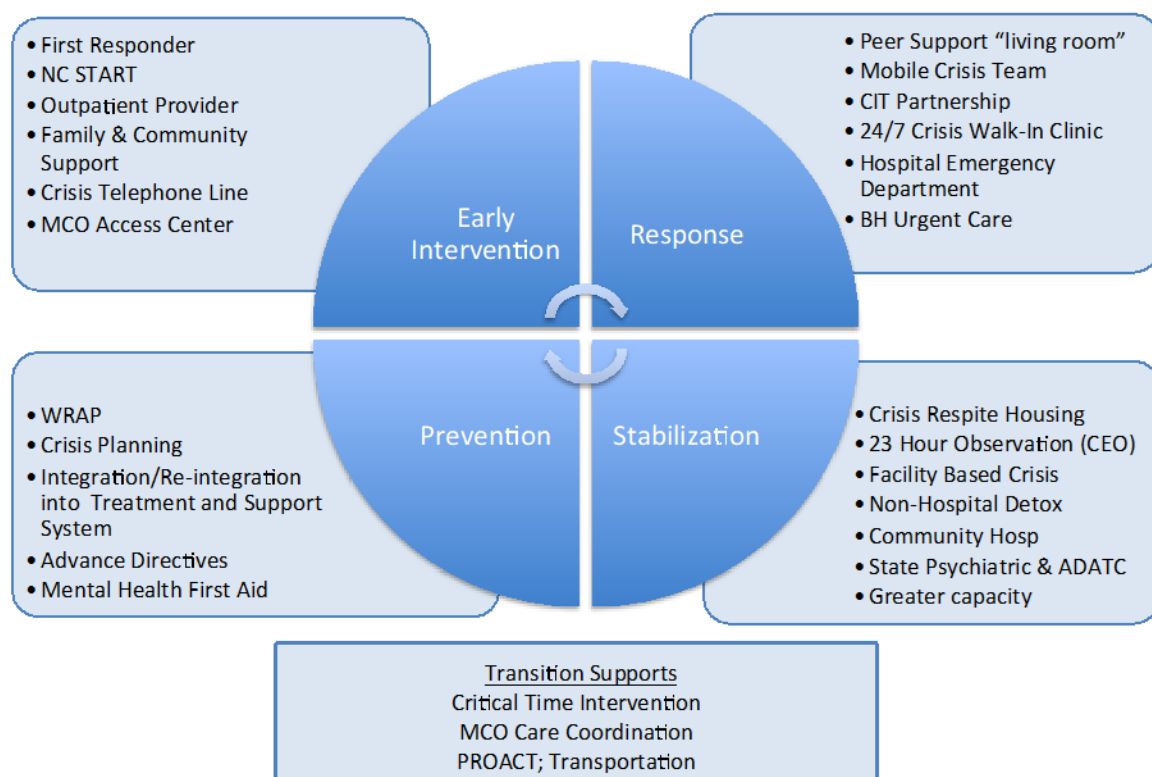 • First Responder
• NC START
• Outpatient Provider
• Family & Community
Support
• Crisis Telephone Line
• MCO Access Center
• Peer Support “living room”
• Mobile Crisis Team
• CIT Partnership
• 24/7 Crisis Walk-In Clinic
• Hospital Emergency
Department
• BH Urgent Care
Early
Intervention
Response
Prevention
Stabilization
• WRAP
• Crisis Planning
• Integration/Re-integration
into Treatment and Support
System
• Advance Directives
• Mental Health First Aid
• Crisis Respite Housing
• 23 Hour Observation (CEO)
• Facility Based Crisis
• Non-Hospital Detox
• Community Hosp
• State Psychiatric & ADATC
• Greater capacity
Transition Supports
Critical Time Intervention
MCO Care Coordination
PROACT; Transportation